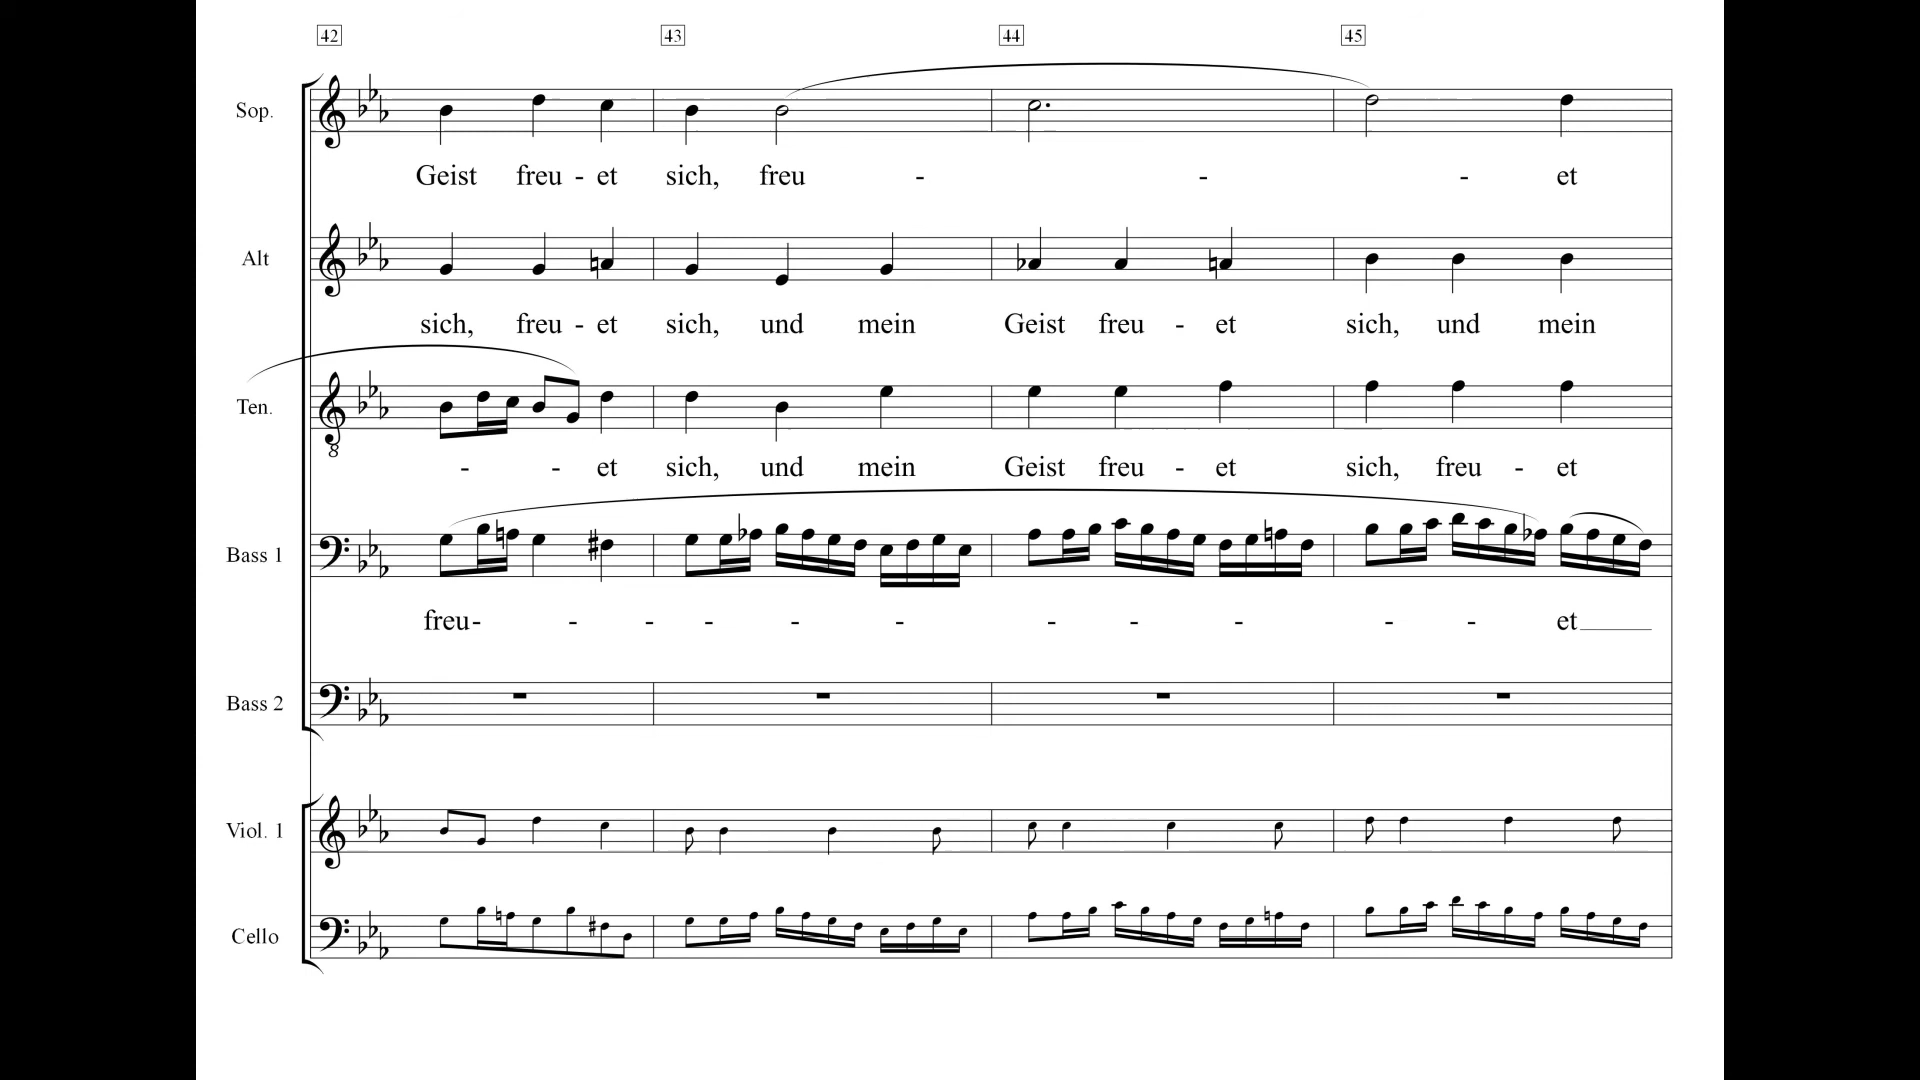 42 43 44 45
Sop.
Geist freu - et sich, freu - - - et
Alt
sich, freu - et sich, und mein Geist freu - et sich, und mein
Ten.
8
- - et sich, und mein Geist freu - et sich, freu - et
Bass 1
freu- - - - - - - - - - - et
Bass 2
Viol. 1
Cello